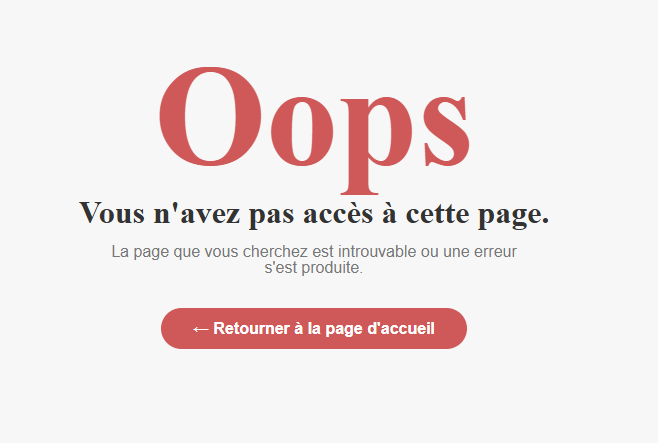 Oops
Vous n'avez pas accès à cette page.
La page que vous cherchez est introuvable ou une erreur
s'est produite.
← Retourner à la page d'accueil